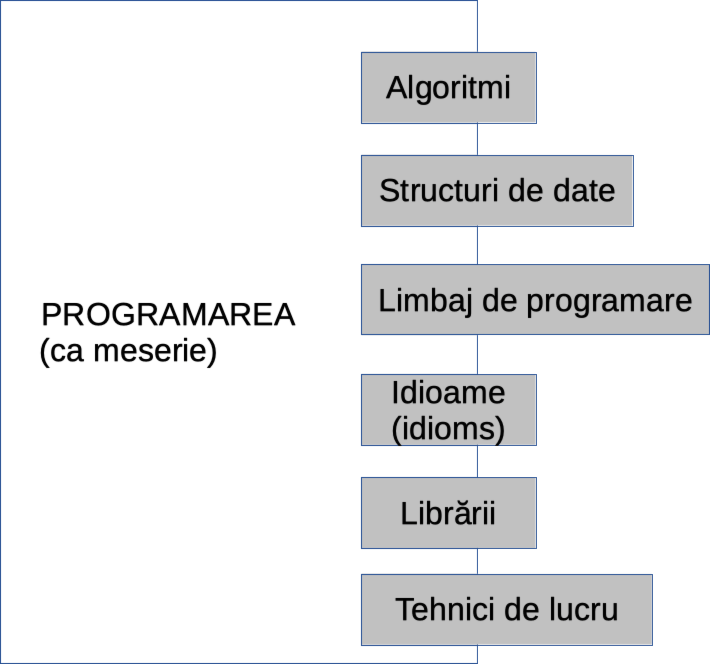 Algoritmi
Structuri de date
Limbaj de programare
PROGRAMAREA
(ca meserie)
Idioame
(idioms)
Librării
Tehnici de lucru